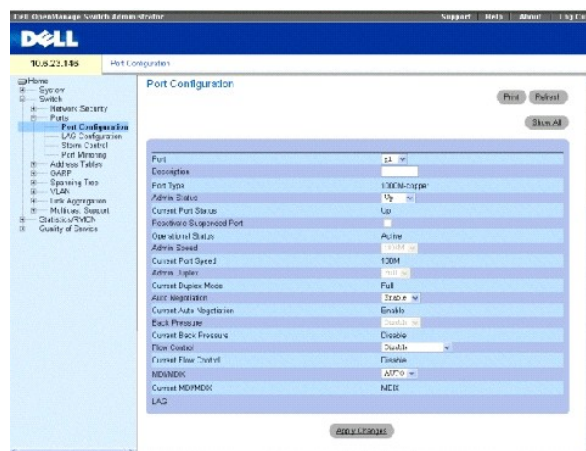 Dell OpenManage Switch Administrator
Support Help About Log Out
DELL
10.6.23.146 Port Configuration
Home
System
Switch
Network Security
Ports
Port Configuration
LAG Configuration
Storm Control
Port Mirroring
Address Tables
GARP
Spanning Tree
VLAN
Link Aggregation
Multicast Support
Statistics/RMON
Quality of Service
Port Configuration
Print Refresh
Show All
Port
Description
Port Type 1000M-copper
Admin Status Up
Current Port Status Up
Reactivate Suspended Port
Operational Status Active
Admin Speed
Current Port Speed 100M
Admin Duplex Full
Current Duplex Mode Full
Auto Negotiation Enable
Current Auto Negotiation Enable
Back Pressure Disable
Current Back Pressure Disable
Flow Control Disable
Current Flow Control Disable
MDI/MDIX AUTO
Current MDI/MDIX MDIX
LAG
Apply Changes